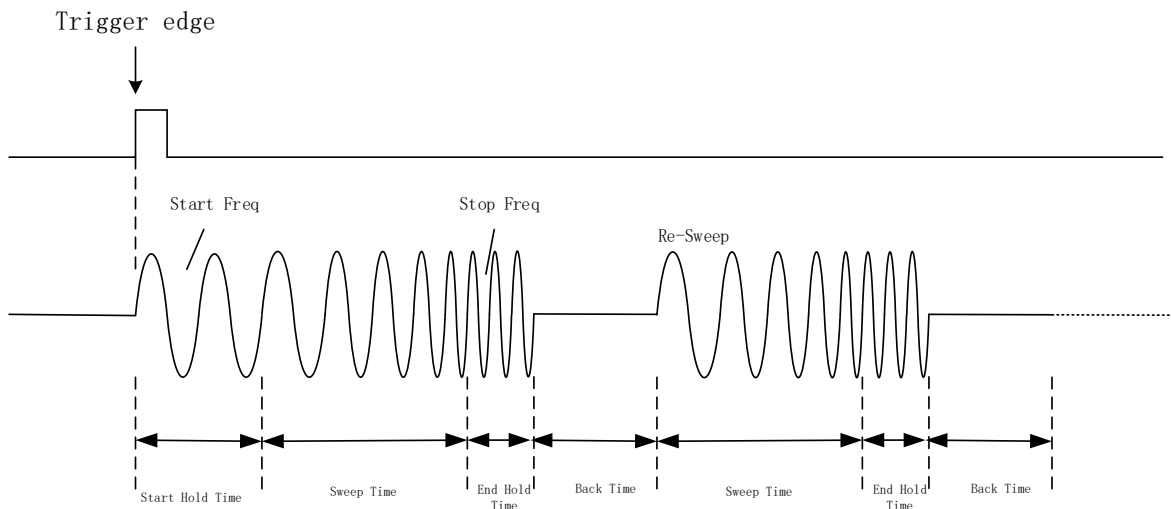 Trigger edge
Start Freq
Stop Freq
Re-Sweep
Start Hold Time
Sweep Time
End Hold
Time
Back Time
Sweep Time
End Hold
Time
Back Time